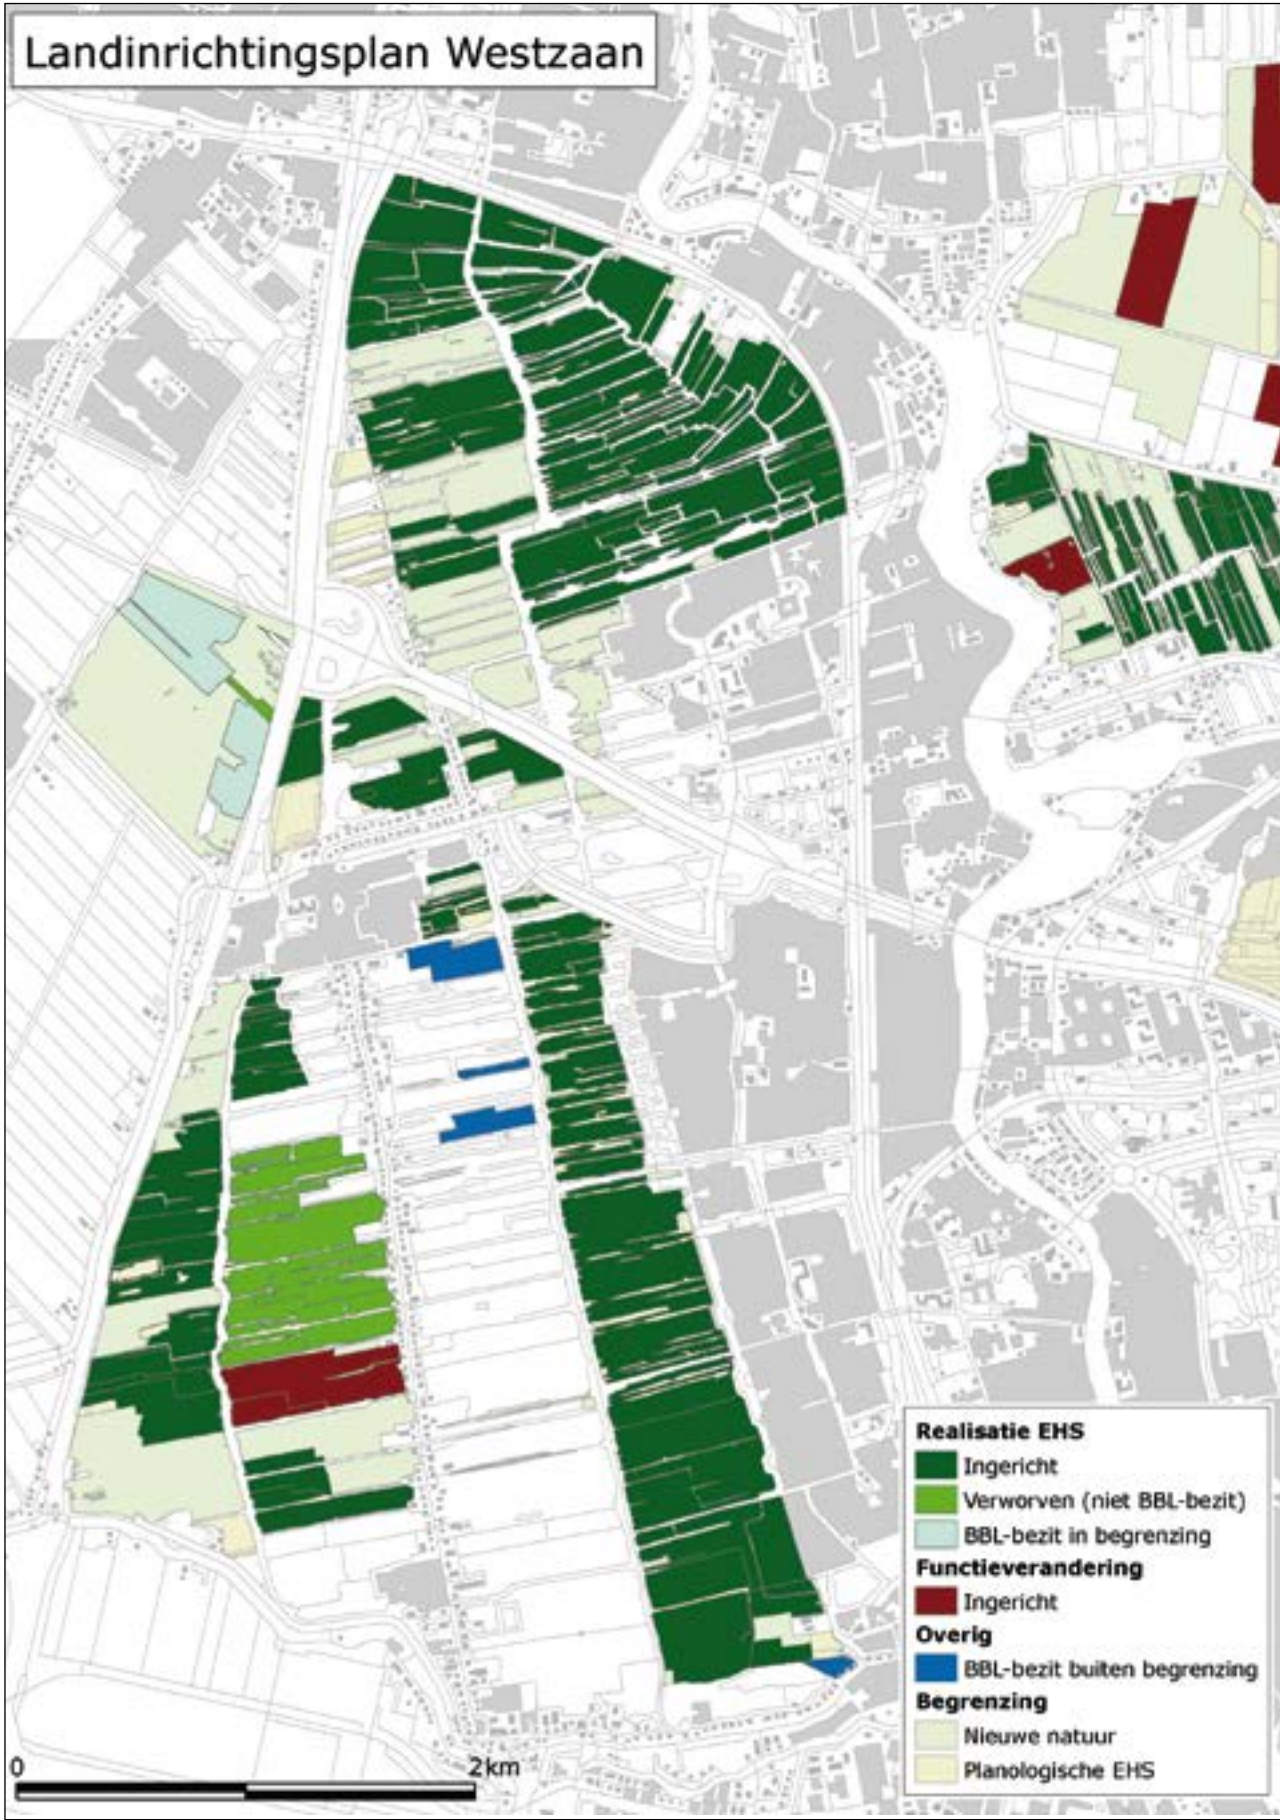 Landinrichtingsplan Westzaan
Realisatie EHS
Ingericht
Verworven (niet BBL-bezit)
BBL-bezit in begrenzing
Functieverandering
Ingericht
Overig
BBL-bezit buiten begrenzing
Begrenzing
Nieuwe natuur
Planologische EHS
0 2km